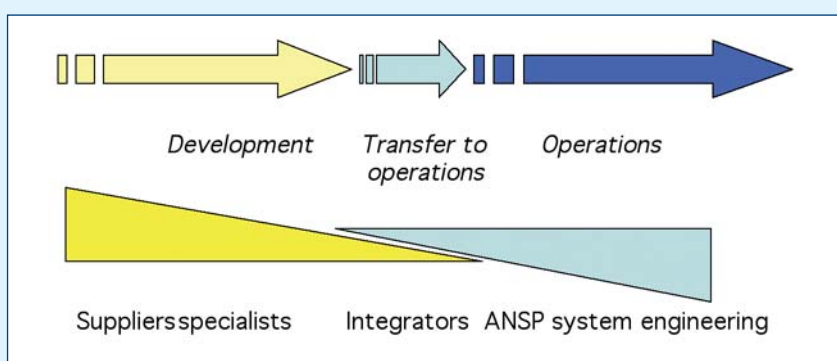 Development
Transfer to
operations
Operations
Suppliersspecialists
Integrators
ANSP system engineering